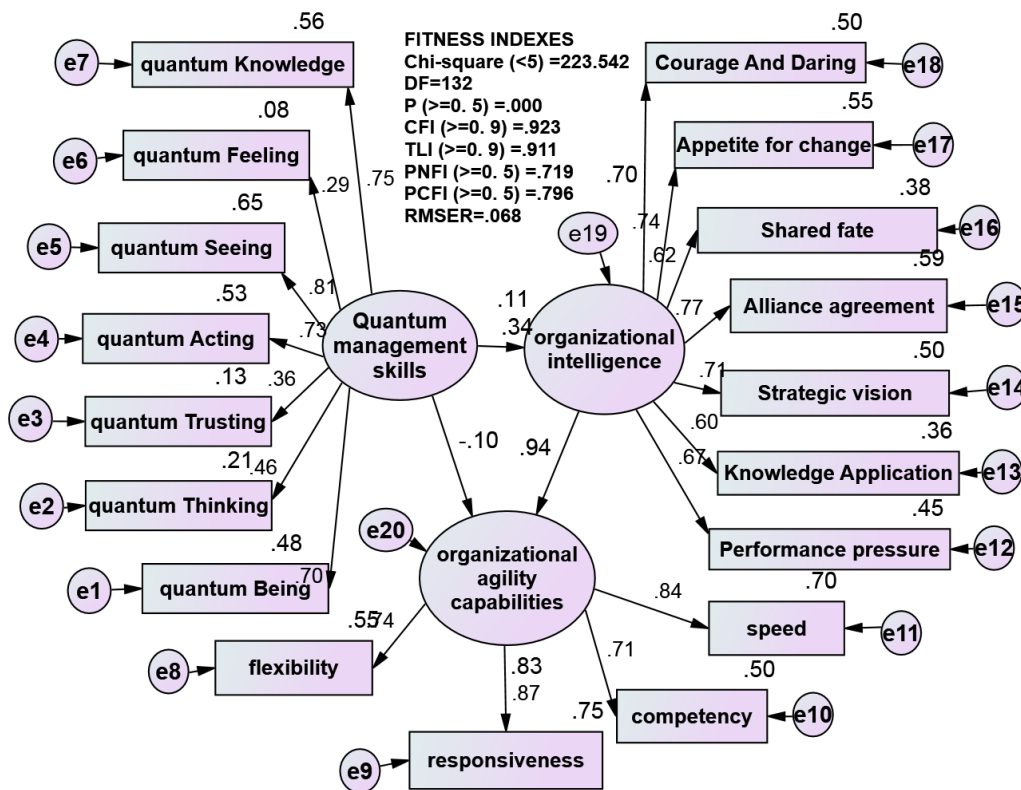 .56
e7
quantum Knowledge
.08
e6
quantum Feeling
.65
e5
quantum Seeing
.53
e4
quantum Acting
.13
e3
quantum Trusting
.21
e2
quantum Thinking
.48
e1
quantum Being
.75
.29
.81
.73
.36
.46
.70
FITNESS INDEXES
Chi-square (<5) =223.542
DF=132
P (>=0. 5) =.000
CFI (>=0. 9) =.923
TLI (>=0. 9) =.911
PNFI (>=0. 5) =.719
PCFI (>=0. 5) =.796
RMSER=.068
Quantum
management
skills
.11
.34
e19
organizational
intelligence
-.10
.94
.70
.74
.62
.77
.71
.60
.67
.50
Courage And Daring
e18
.55
Appetite for change
e17
.38
Shared fate
e16
.59
Alliance agreement
e15
.50
Strategic vision
e14
.36
Knowledge Application
e13
.45
Performance pressure
e12
e20
organizational
agility
capabilities
.83
.74
.87
.71
.84
.70
speed
e11
.50
competency
e10
.75
responsiveness
e9
.55
flexibility
e8